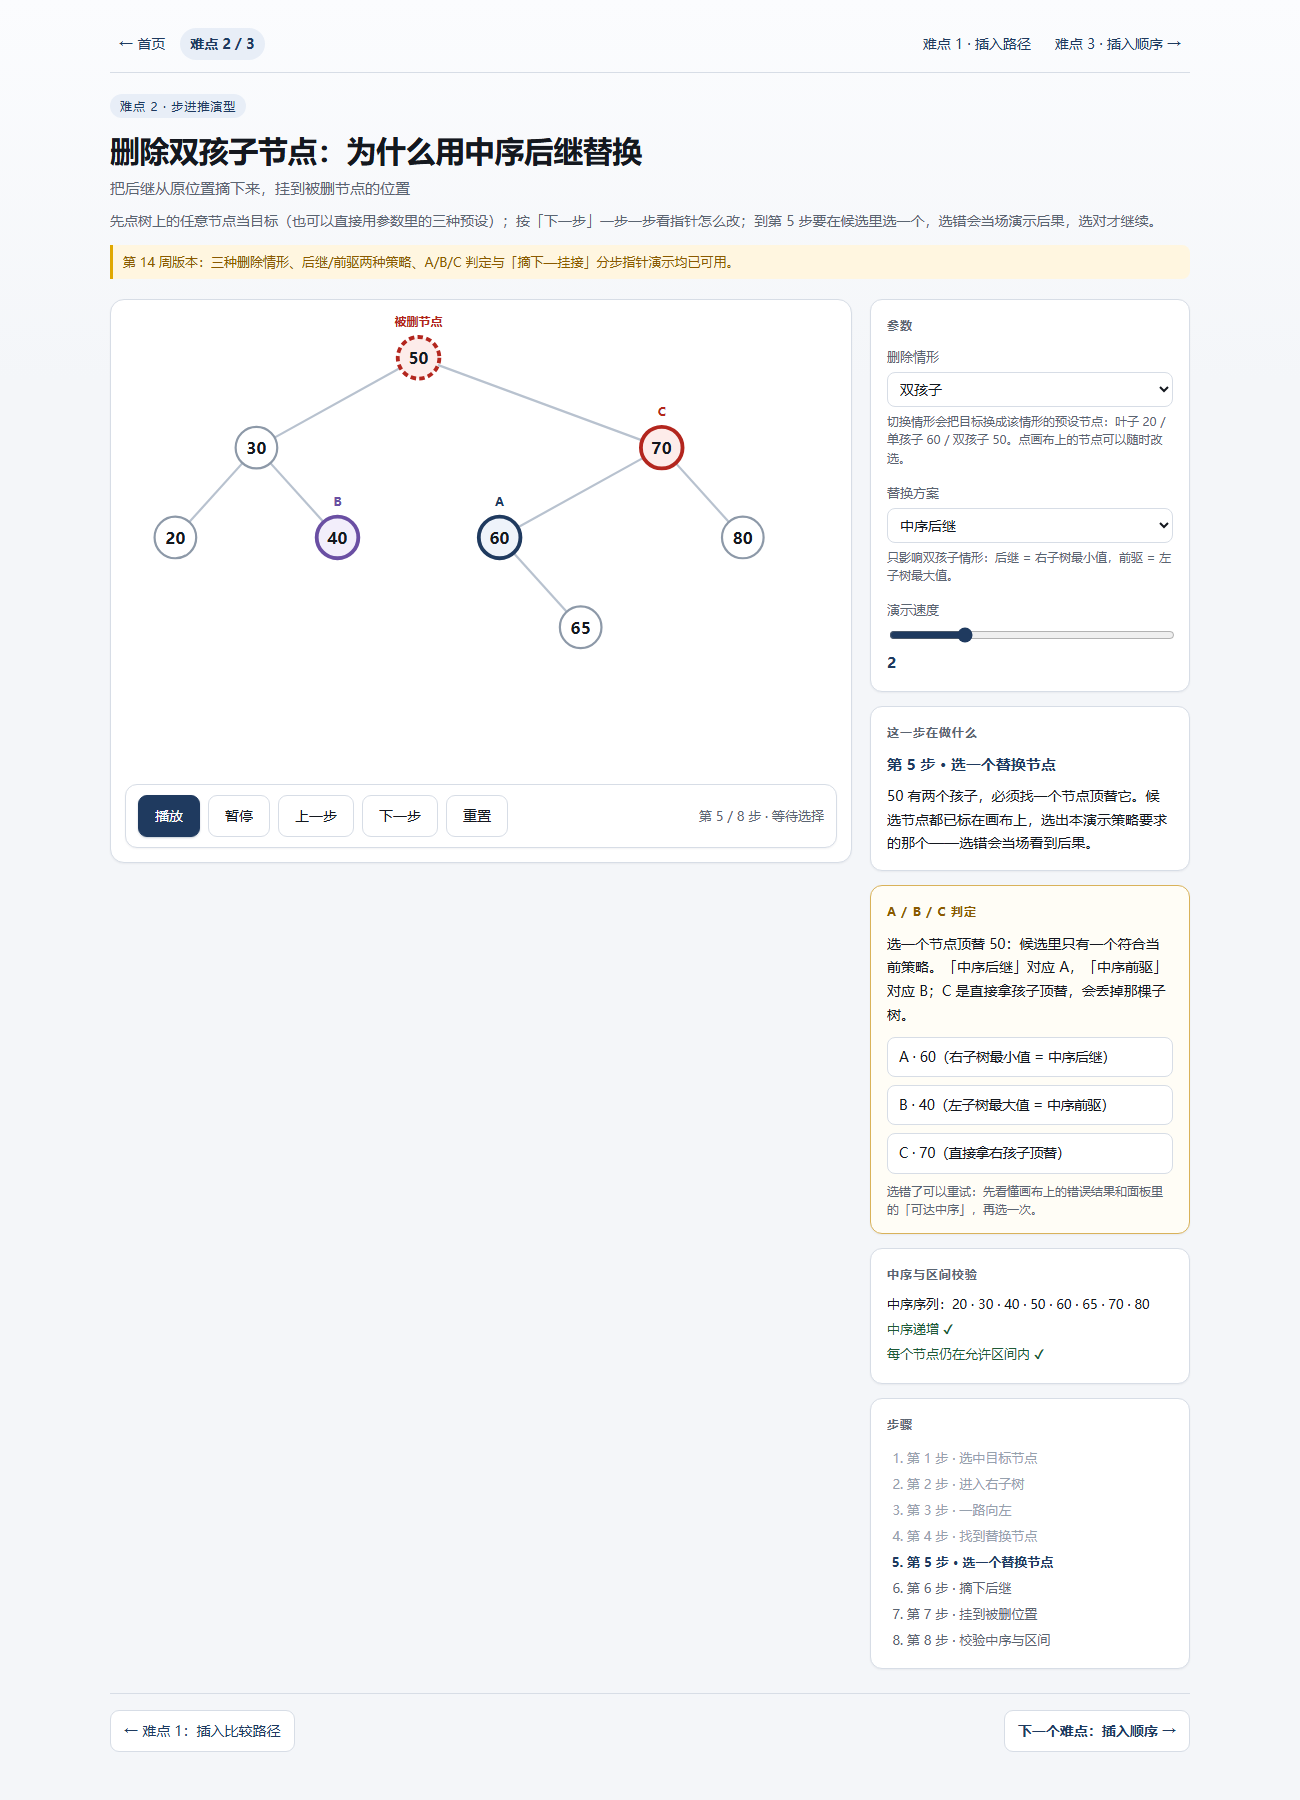 ← 首页
难点 2 / 3
难点 1 · 插入路径
难点 3 · 插入顺序 →
难点 2 · 步进推演型
删除双孩子节点：为什么用中序后继替换
把后继从原位置摘下来，挂到被删节点的位置
先点树上的任意节点当目标（也可以直接用参数里的三种预设）；按「下一步」一步一步看指针怎么改；到第 5 步要在候选里选一个，选错会当场演示后果，选对才继续。
第 14 周版本：三种删除情形、后继/前驱两种策略、A/B/C 判定与「摘下—挂接」分步指针演示均已可用。
被删节点
50
C
30
70
B
A
20
40
60
80
65
播放
暂停
上一步
下一步
重置
第 5 / 8 步 · 等待选择
参数
删除情形
双孩子
切换情形会把目标换成该情形的预设节点：叶子 20 /
单孩子 60 / 双孩子 50。点画布上的节点可以随时改
选。
替换方案
中序后继
只影响双孩子情形：后继 = 右子树最小值，前驱 = 左
子树最大值。
演示速度
2
这一步在做什么
第 5 步 • 选一个替换节点
50 有两个孩子，必须找一个节点顶替它。候
选节点都已标在画布上，选出本演示策略要求
的那个——选错会当场看到后果。
A / B / C 判定
选一个节点顶替 50：候选里只有一个符合当
前策略。「中序后继」对应 A，「中序前驱」
对应 B；C 是直接拿孩子顶替，会丢掉那棵子
树。
A · 60（右子树最小值 = 中序后继）
B · 40（左子树最大值 = 中序前驱）
C · 70（直接拿右孩子顶替）
选错了可以重试：先看懂画布上的错误结果和面板里
的「可达中序」，再选一次。
中序与区间校验
中序序列：20 · 30 · 40 · 50 · 60 · 65 · 70 · 80
中序递增 ✓
每个节点仍在允许区间内 ✓
步骤
1. 第 1 步 · 选中目标节点
2. 第 2 步 · 进入右子树
3. 第 3 步 · 一路向左
4. 第 4 步 · 找到替换节点
5. 第 5 步 • 选一个替换节点
6. 第 6 步 · 摘下后继
7. 第 7 步 · 挂到被删位置
8. 第 8 步 · 校验中序与区间
← 难点 1：插入比较路径
下一个难点：插入顺序 →